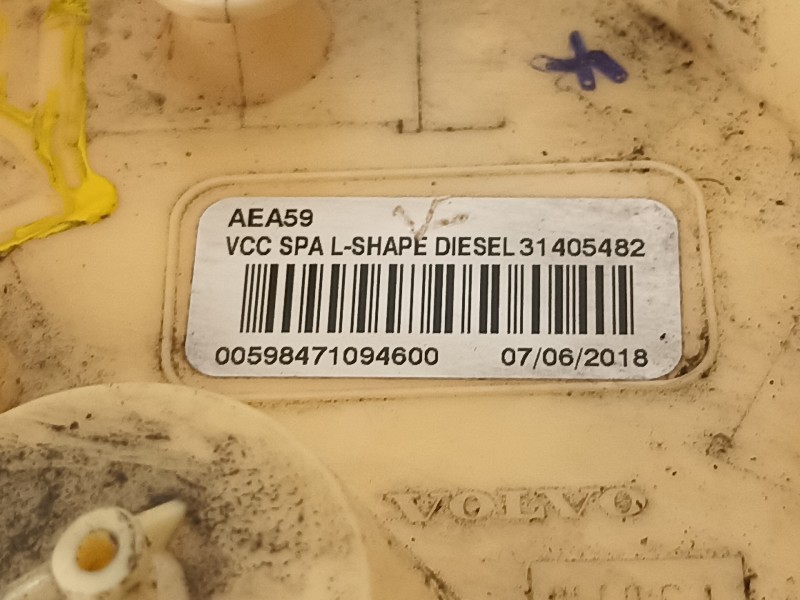 AEA59
VCC SPA L-SHAPE DIESEL 31405482
00598471094600 07/06/2018
VOLVO